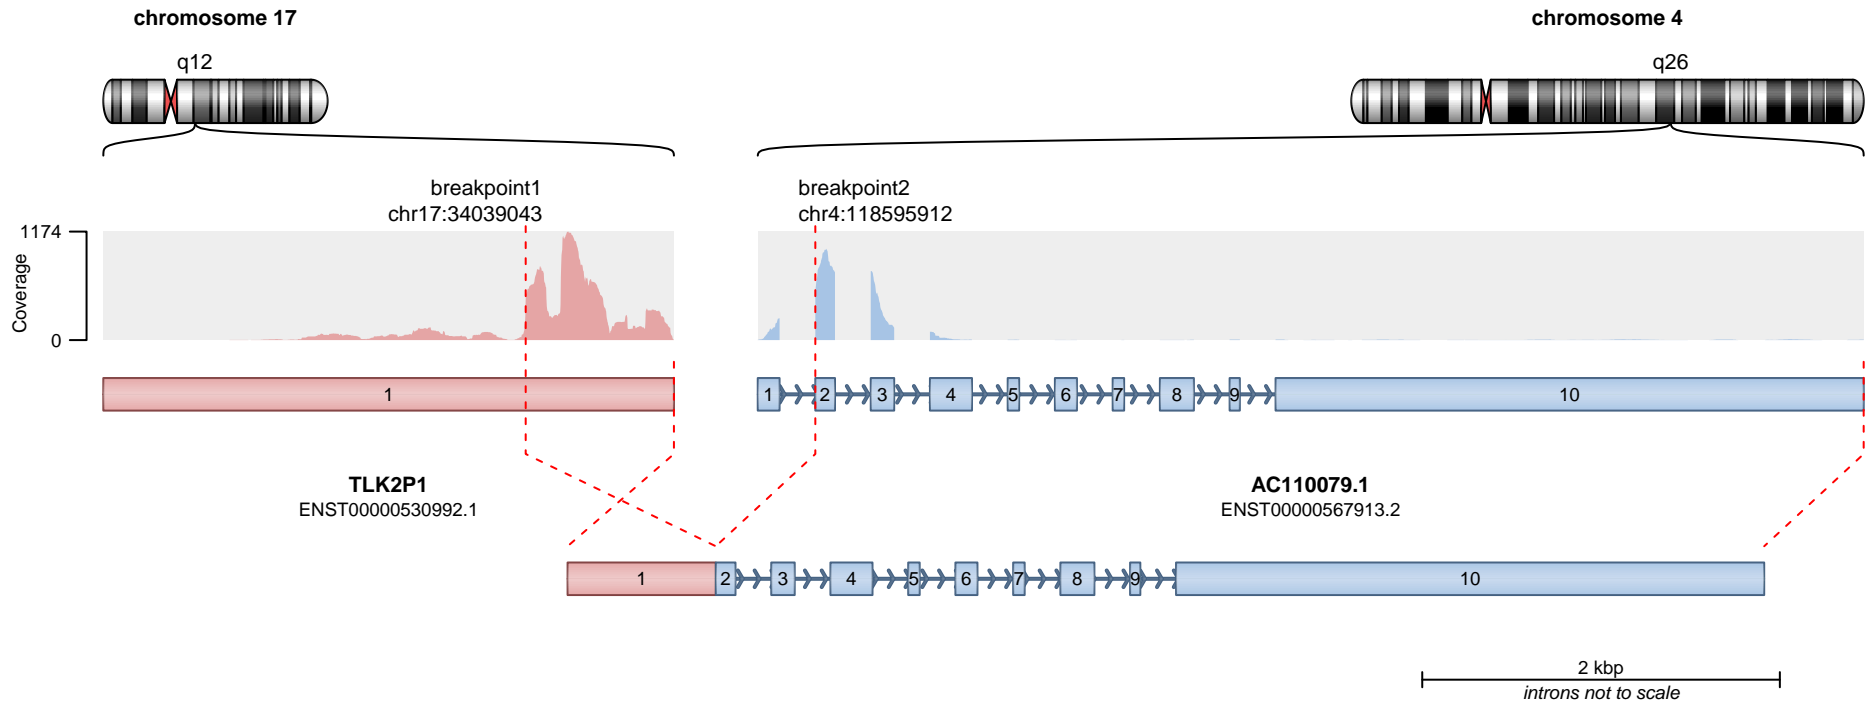 chromosome 17
chromosome 4
q12
q26
breakpoint1
chr17:34039043
breakpoint2
chr4:118595912
1174
Coverage
0
1
1 2 3 4 5 6 7 8 9 10
TLK2P1
ENST00000530992.1
AC110079.1
ENST00000567913.2
1 2 3 4 5 6 7 8 9 10
2 kbp
introns not to scale